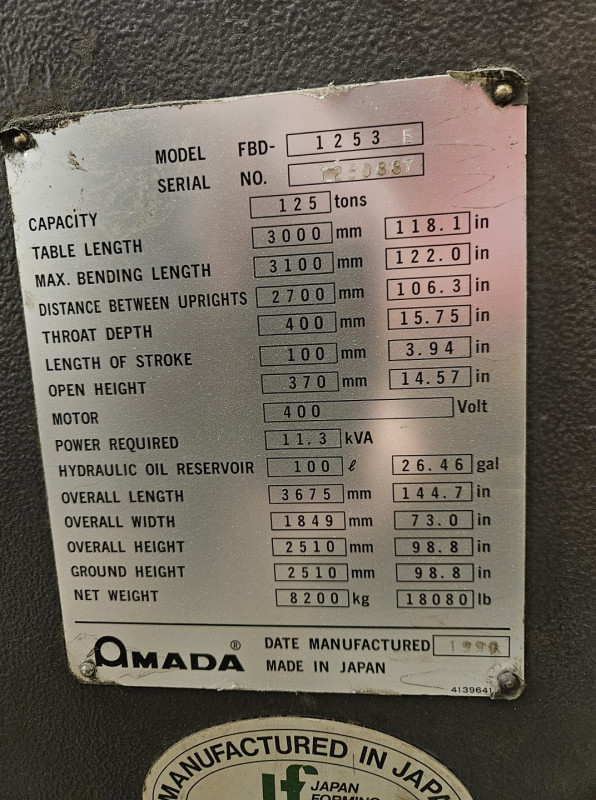 MODEL FBD- 1253 E
SERIAL NO.
CAPACITY 125 tons
TABLE LENGTH 3000 mm 118.1 in
MAX. BENDING LENGTH 3100 mm 122.0 in
DISTANCE BETWEEN UPRIGHTS 2700 mm 106.3 in
THROAT DEPTH 400 mm 15.75 in
LENGTH OF STROKE 100 mm 3.94 in
OPEN HEIGHT 370 mm 14.57 in
MOTOR 400 Volt
POWER REQUIRED 11.3 kVA
HYDRAULIC OIL RESERVOIR 100 ℓ 26.46 gal
OVERALL LENGTH 3675 mm 144.7 in
OVERALL WIDTH 1849 mm 73.0 in
OVERALL HEIGHT 2510 mm 98.8 in
GROUND HEIGHT 2510 mm 98.8 in
NET WEIGHT 8200 kg 18080 lb
AMADA ® DATE MANUFACTURED
MADE IN JAPAN
4139641
MANUFACTURED IN JAPAN
JAPAN
FORMING